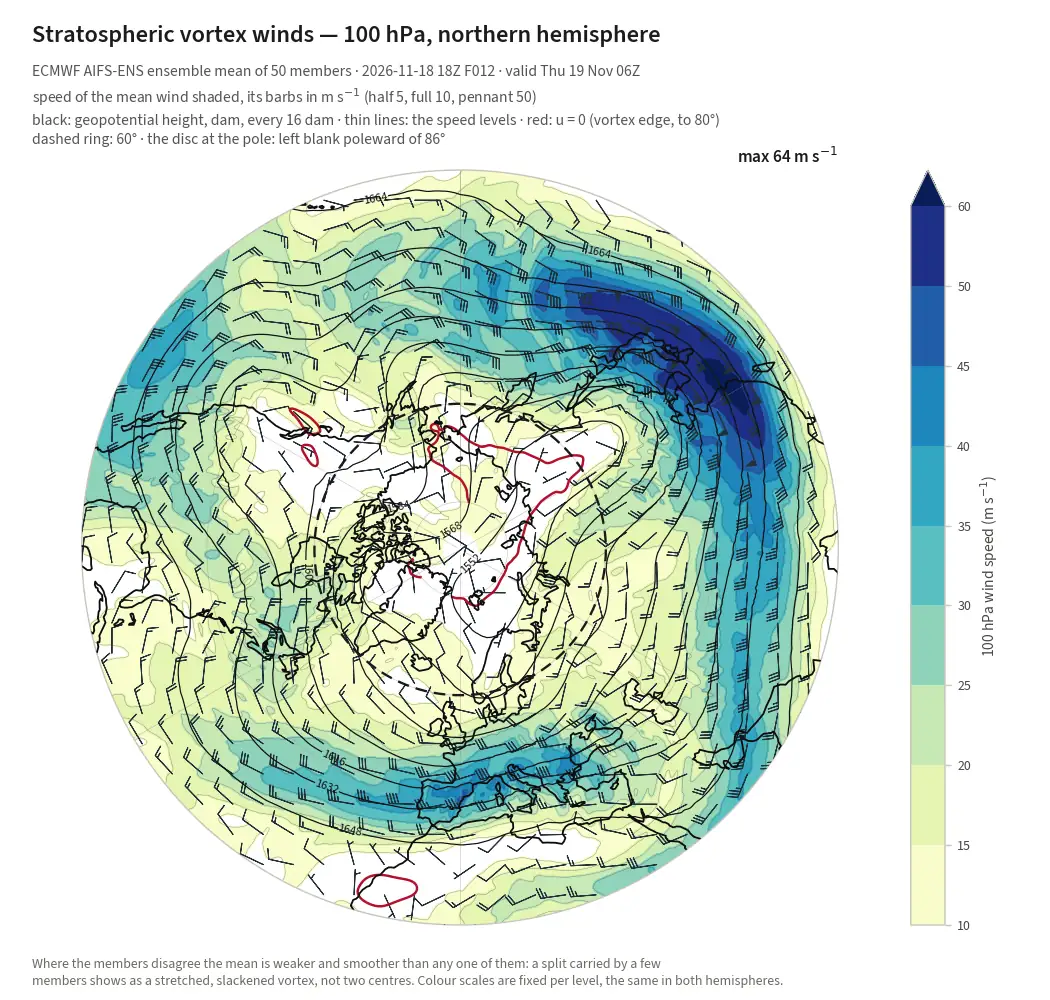 Stratospheric vortex winds — 100 hPa, northern hemisphere
ECMWF AIFS-ENS ensemble mean of 50 members · 2026-11-18 18Z F012 · valid Thu 19 Nov 06Z
speed of the mean wind shaded, its barbs in m s⁻¹ (half 5, full 10, pennant 50)
black: geopotential height, dam, every 16 dam · thin lines: the speed levels · red: u = 0 (vortex edge, to 80°)
dashed ring: 60° · the disc at the pole: left blank poleward of 86°
max 64 m s⁻¹
1664
1664
1568
1552
1632
1648
60
50
45
40
35
30
25
20
15
10
100 hPa wind speed (m s⁻¹)
Where the members disagree the mean is weaker and smoother than any one of them: a split carried by a few
members shows as a stretched, slackened vortex, not two centres. Colour scales are fixed per level, the same in both hemispheres.